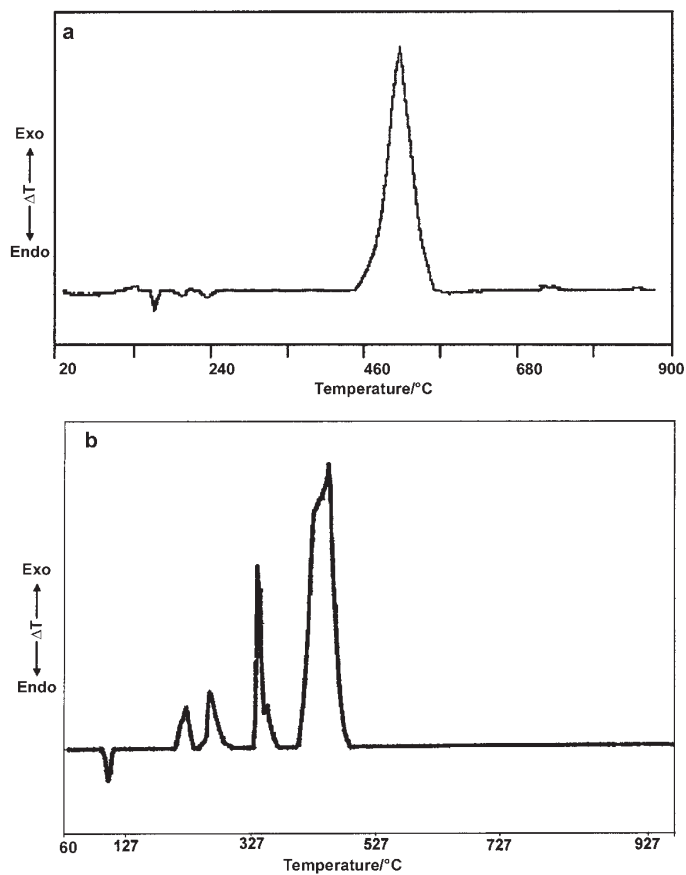 a
Exo
ΔT
Endo
20 240 460 680 900
Temperature/°C
b
Exo
ΔT
Endo
60 127 327 527 727 927
Temperature/°C